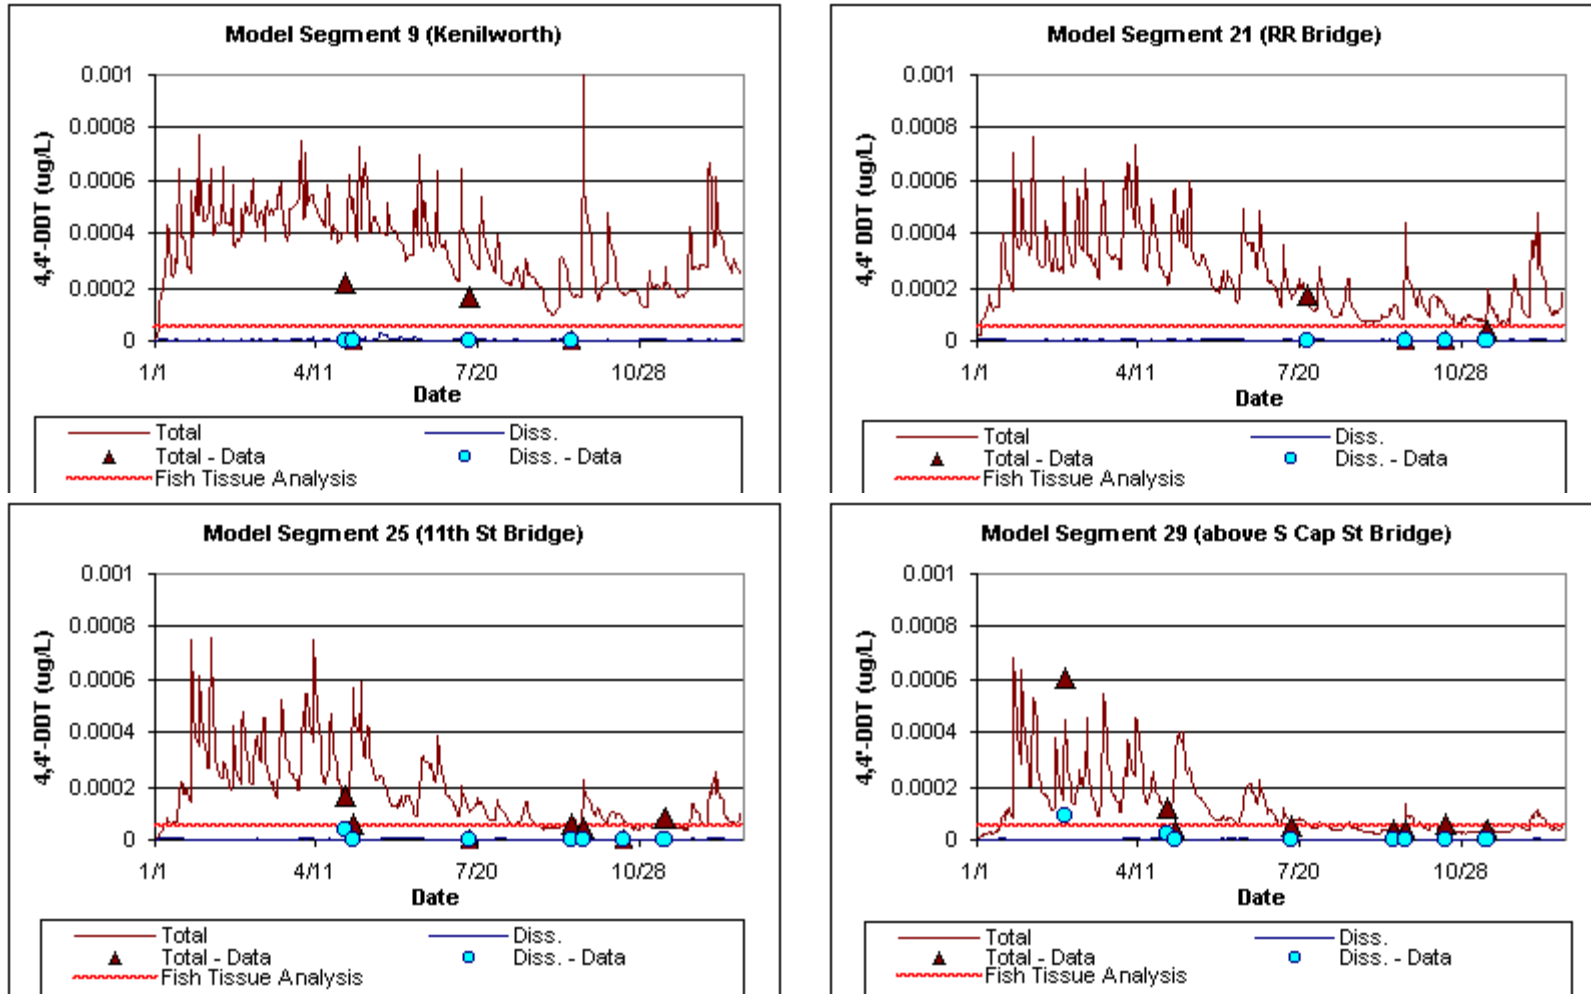 Model Segment 9 (Kenilworth)
4,4'-DDT (ug/L)
0.001
0.0008
0.0006
0.0004
0.0002
0
1/1 4/11 7/20 10/28
Date
Total Diss.
Total - Data Diss. - Data
Fish Tissue Analysis
Model Segment 21 (RR Bridge)
4,4' DDT (ug/L)
0.001
0.0008
0.0006
0.0004
0.0002
0
1/1 4/11 7/20 10/28
Date
Total Diss.
Total - Data Diss. - Data
Fish Tissue Analysis
Model Segment 25 (11th St Bridge)
4,4'-DDT (ug/L)
0.001
0.0008
0.0006
0.0004
0.0002
0
1/1 4/11 7/20 10/28
Date
Total Diss.
Total - Data Diss. - Data
Fish Tissue Analysis
Model Segment 29 (above S Cap St Bridge)
4,4'-DDT (ug/L)
0.001
0.0008
0.0006
0.0004
0.0002
0
1/1 4/11 7/20 10/28
Date
Total Diss.
Total - Data Diss. - Data
Fish Tissue Analysis